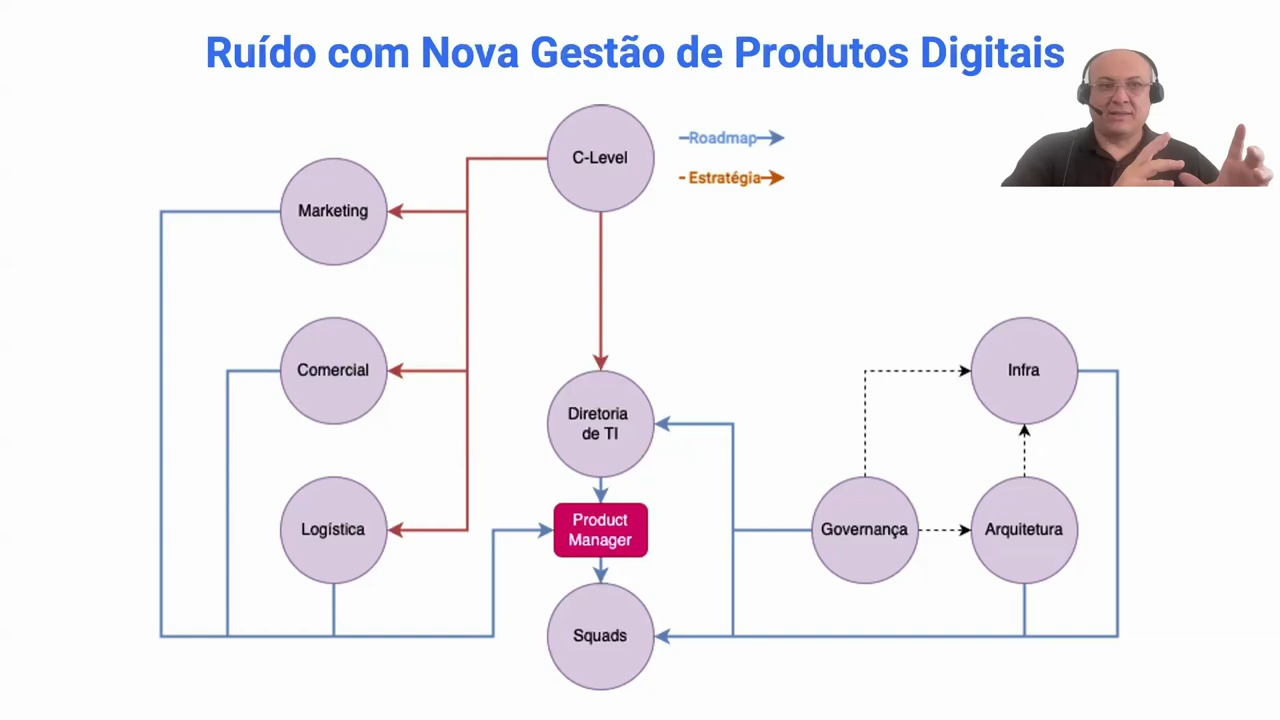 Ruído com Nova Gestão de Produtos Digitais
C-Level
Roadmap
Estratégia
Marketing
Comercial
Infra
Diretoria
de TI
Logística
Product
Manager
Governança
Arquitetura
Squads